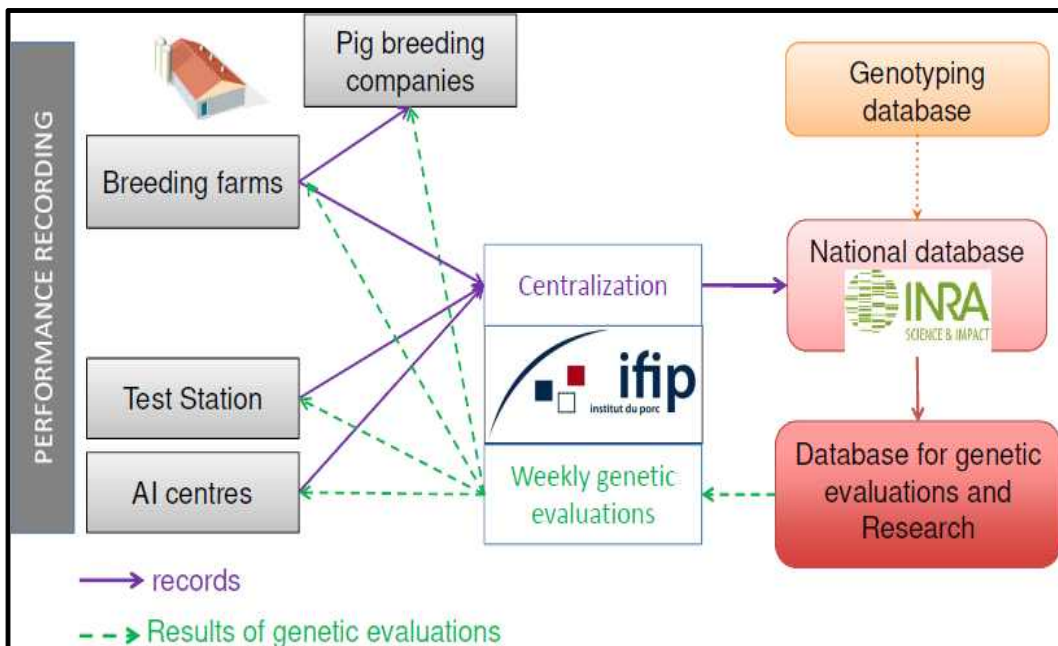 PERFORMANCE RECORDING
Pig breeding
companies
Breeding farms
Test Station
AI centres
Centralization
ifip
institut du porc
Weekly genetic
evaluations
Genotyping
database
National database
INRA
SCIENCE & IMPACT
Database for genetic
evaluations and
Research
records
Results of genetic evaluations